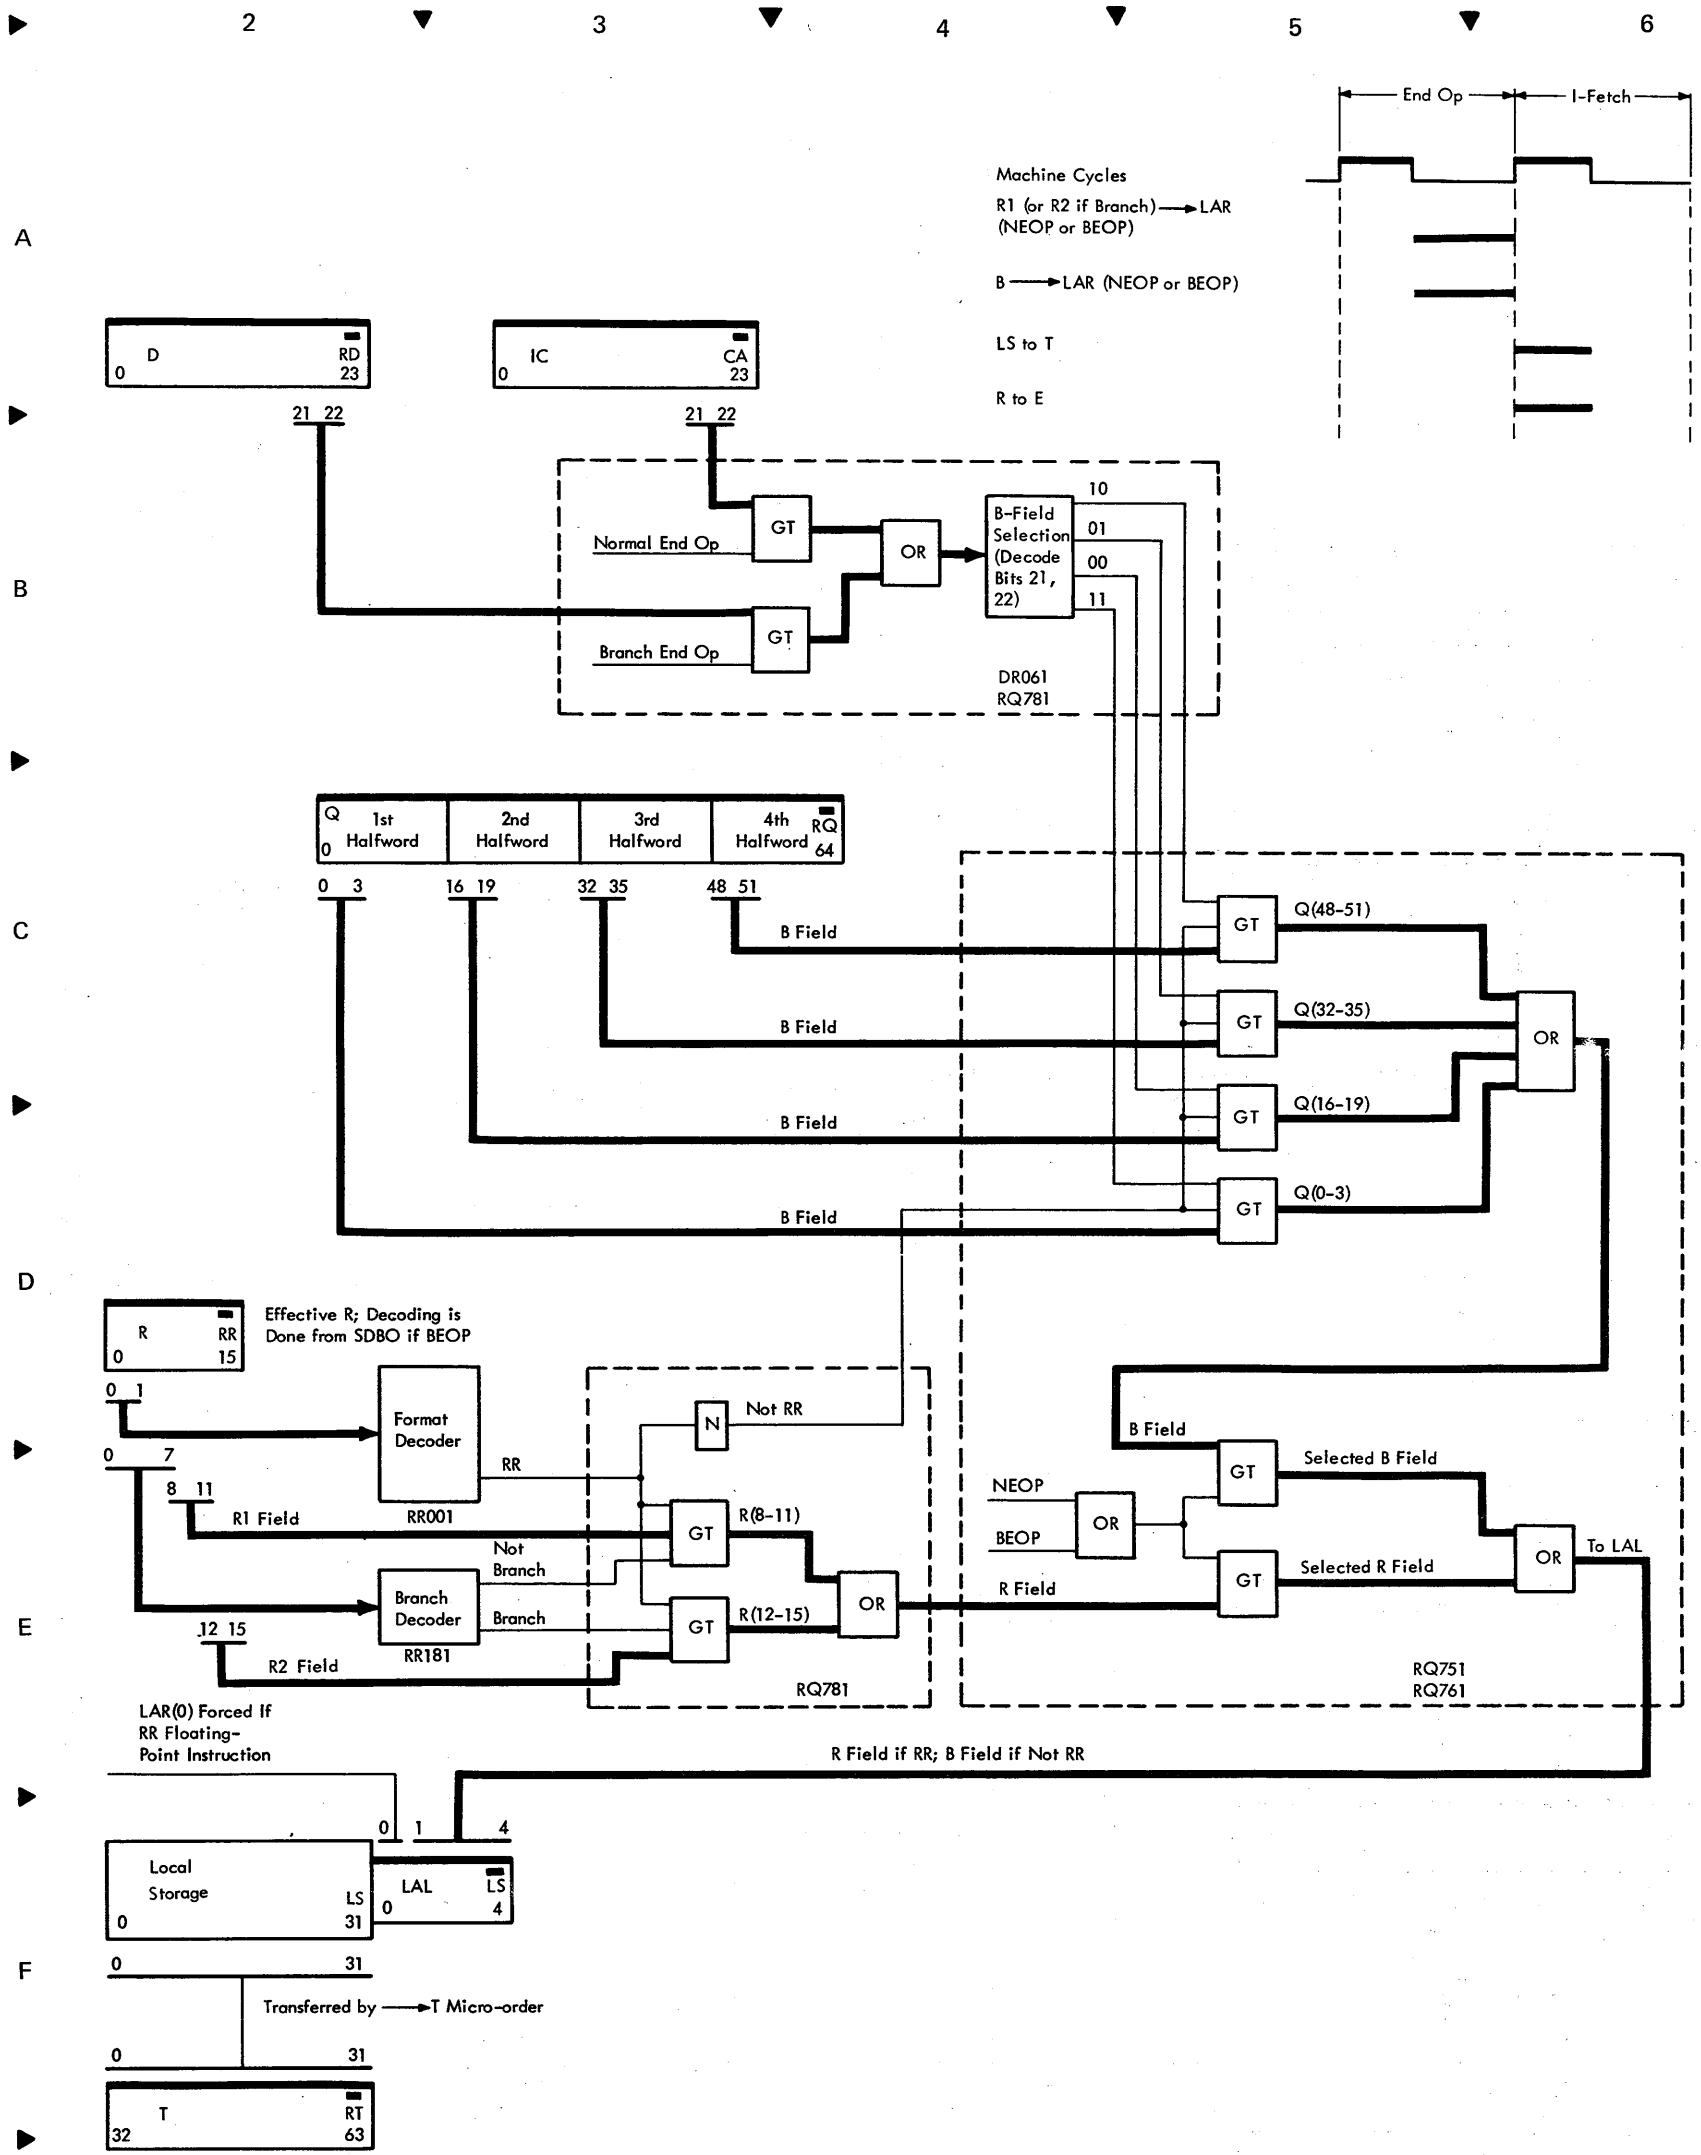 2 3 4 5 6
End Op I-Fetch
Machine Cycles
R1 (or R2 if Branch) LAR
(NEOP or BEOP)
A
B LAR (NEOP or BEOP)
LS to T
R to E
D RD
0 23
IC CA
0 23
21 22
21 22
B
Normal End Op
GT
OR
Branch End Op
GT
B-Field
Selection
(Decode
Bits 21,
22)
10
01
00
11
DR061
RQ781
Q
1st
Halfword
0
2nd
Halfword
3rd
Halfword
4th
Halfword
RQ
64
0 3
16 19
32 35
48 51
C
B Field
GT
Q(48-51)
B Field
GT
Q(32-35)
OR
B Field
GT
Q(16-19)
B Field
GT
Q(0-3)
D
R RR
0 15
Effective R; Decoding is
Done from SDBO if BEOP
0 1
Format
Decoder
RR001
RR
N
Not RR
0 7
8 11
R1 Field
GT
R(8-11)
Not
Branch
Branch
Decoder
RR181
Branch
GT
R(12-15)
OR
E
12 15
R2 Field
RQ781
B Field
GT
Selected B Field
NEOP
BEOP
OR
R Field
GT
Selected R Field
OR
To LAL
RQ751
RQ761
LAR(0) Forced If
RR Floating-
Point Instruction
R Field if RR; B Field if Not RR
0 1 4
Local
Storage
LS
0 31
LAL LS
0 4
F
0 31
Transferred by T Micro-order
0 31
T RT
32 63